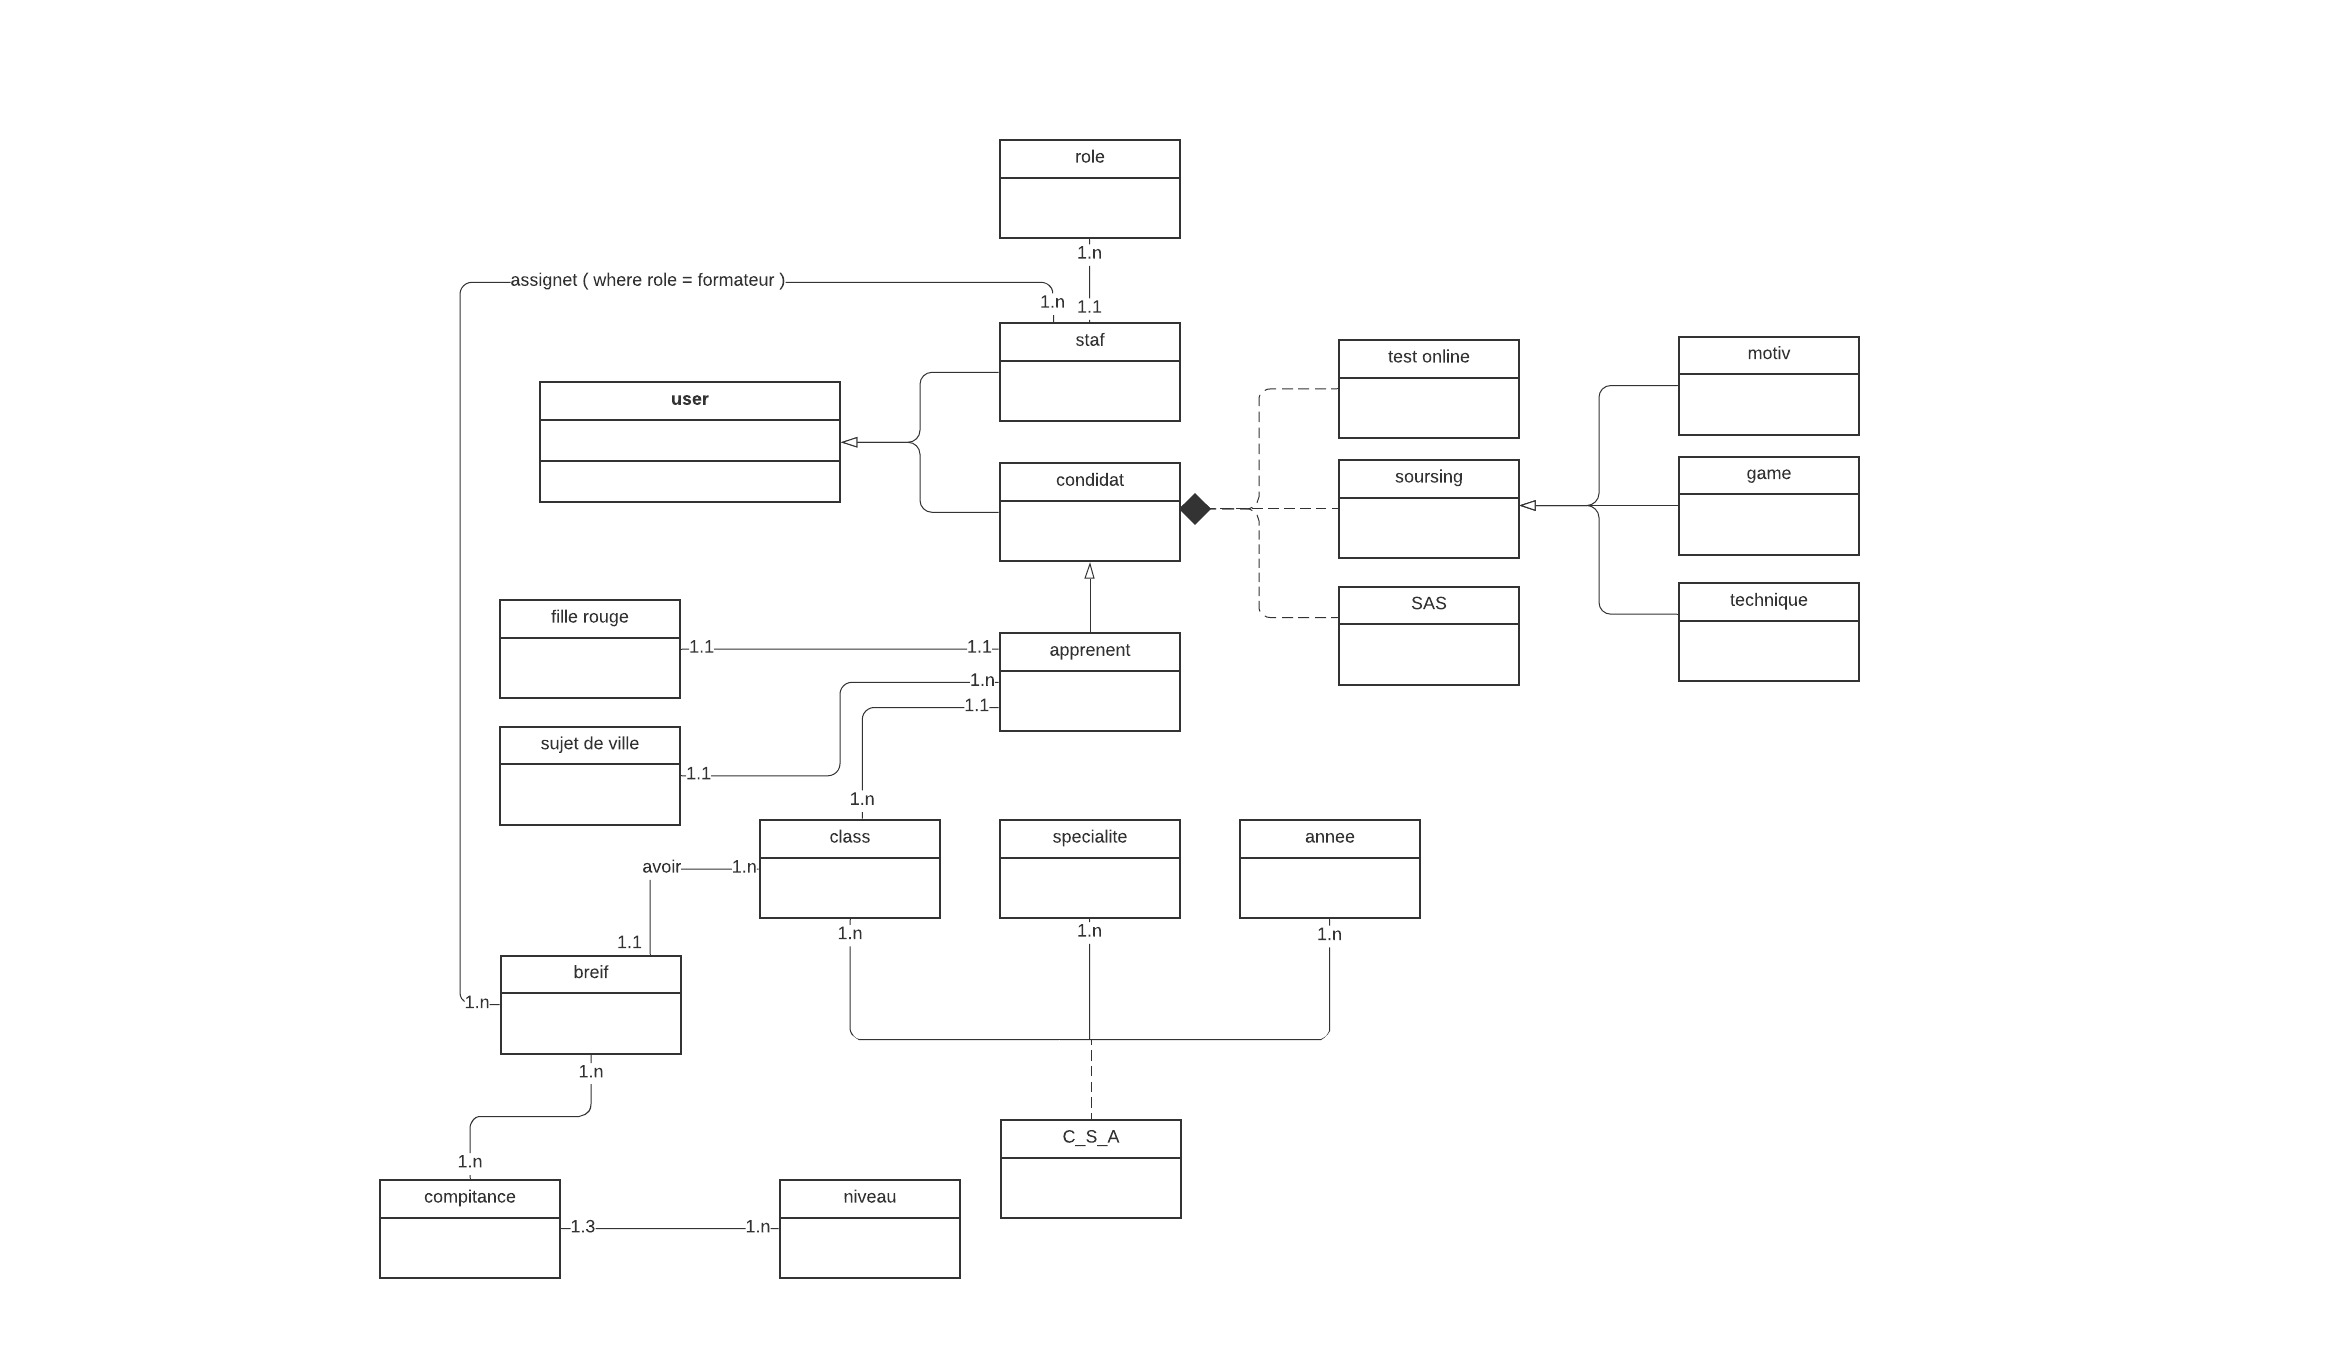 role
1.n
assignet ( where role = formateur )
1.n
1.1
staf
test online
motiv
user
condidat
soursing
game
fille rouge
SAS
technique
1.1
1.1
apprenent
1.n
1.1
sujet de ville
1.1
1.n
class
specialite
annee
avoir
1.n
1.1
1.n
1.n
1.n
breif
1.n
1.n
1.n
C_S_A
compitance
niveau
1.3
1.n